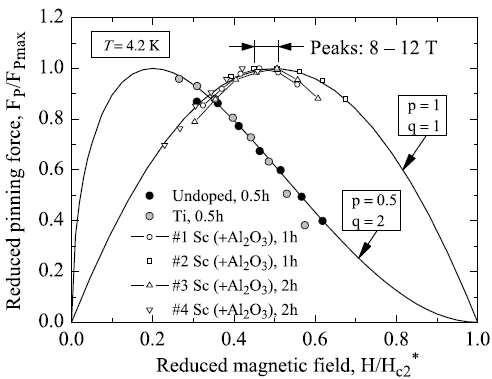 1.2
1.0
0.8
0.6
0.4
0.2
0.0
Reduced pinning force, F_P/F_Pmax
T = 4.2 K
Peaks: 8 – 12 T
p = 1
q = 1
p = 0.5
q = 2
Undoped, 0.5h
Ti, 0.5h
#1 Sc (+Al₂O₃), 1h
#2 Sc (+Al₂O₃), 1h
#3 Sc (+Al₂O₃), 2h
#4 Sc (+Al₂O₃), 2h
0.0 0.2 0.4 0.6 0.8 1.0
Reduced magnetic field, H/H_c2*